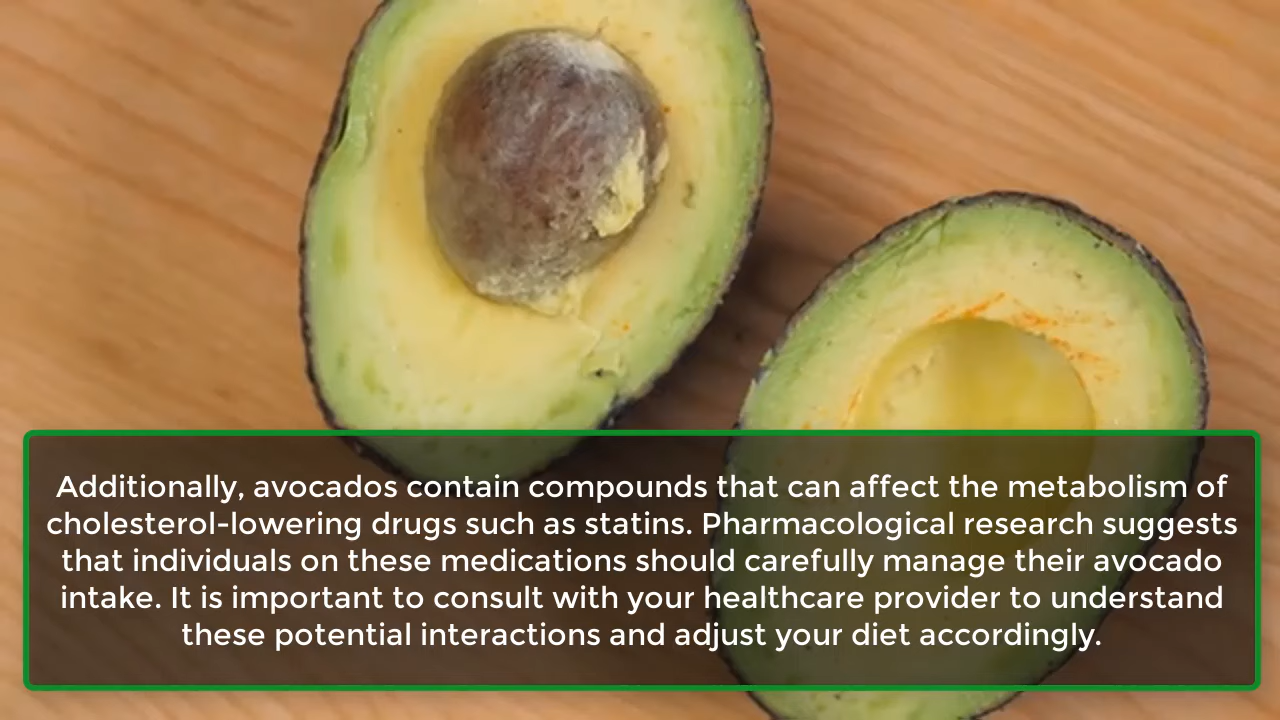 Additionally, avocados contain compounds that can affect the metabolism of
cholesterol-lowering drugs such as statins. Pharmacological research suggests
that individuals on these medications should carefully manage their avocado
intake. It is important to consult with your healthcare provider to understand
these potential interactions and adjust your diet accordingly.